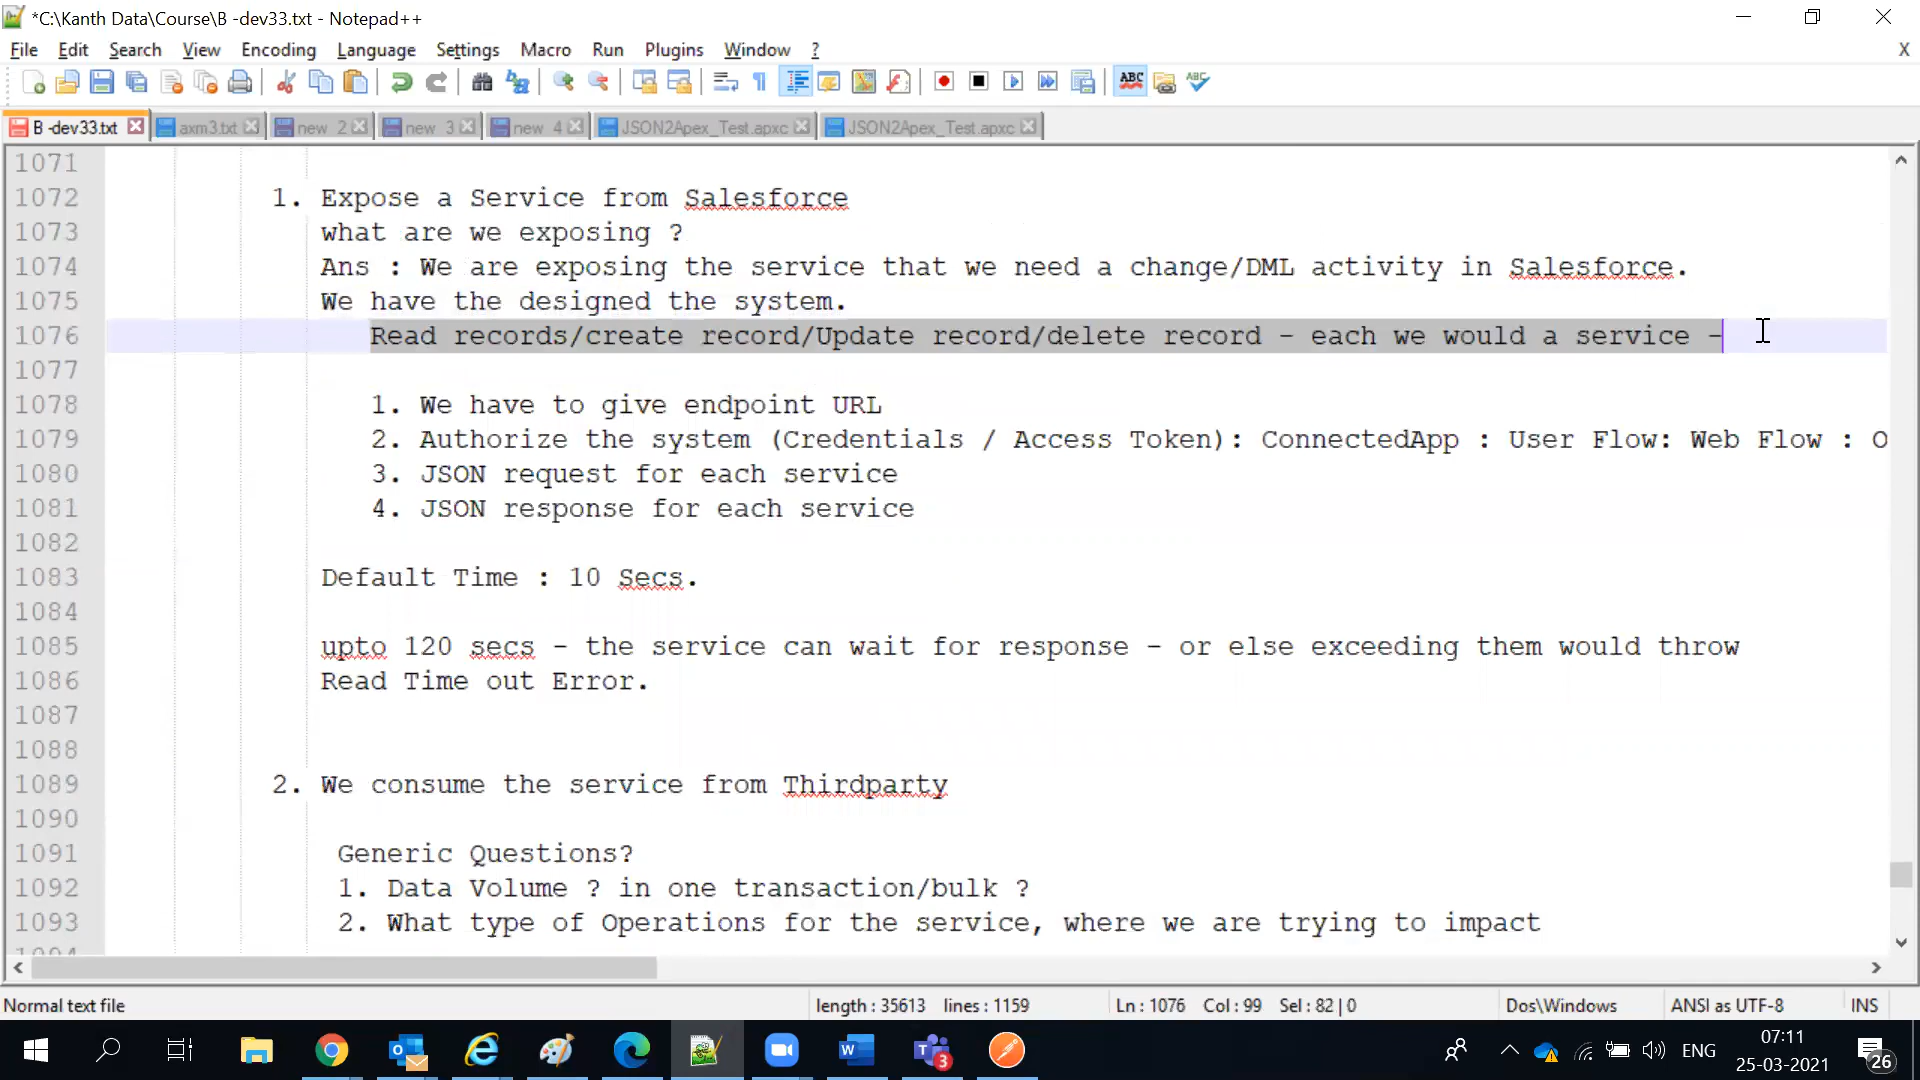 *C:\Kanth Data\Course\B -dev33.txt - Notepad++
File Edit Search View Encoding Language Settings Macro Run Plugins Window ? X
B -dev33.txt axm3.txt new 2 new 3 new 4 JSON2Apex_Test.apxc JSON2Apex_Test.apxc
1071
1072 1. Expose a Service from Salesforce
1073 what are we exposing ?
1074 Ans : We are exposing the service that we need a change/DML activity in Salesforce.
1075 We have the designed the system.
1076 Read records/create record/Update record/delete record - each we would a service -
1077
1078 1. We have to give endpoint URL
1079 2. Authorize the system (Credentials / Access Token): ConnectedApp : User Flow: Web Flow : O
1080 3. JSON request for each service
1081 4. JSON response for each service
1082
1083 Default Time : 10 Secs.
1084
1085 upto 120 secs - the service can wait for response - or else exceeding them would throw
1086 Read Time out Error.
1087
1088
1089 2. We consume the service from Thirdparty
1090
1091 Generic Questions?
1092 1. Data Volume ? in one transaction/bulk ?
1093 2. What type of Operations for the service, where we are trying to impact
1094
Normal text file length : 35613 lines : 1159 Ln : 1076 Col : 99 Sel : 82 | 0 Dos\Windows ANSI as UTF-8 INS
ENG 07:11
25-03-2021 26